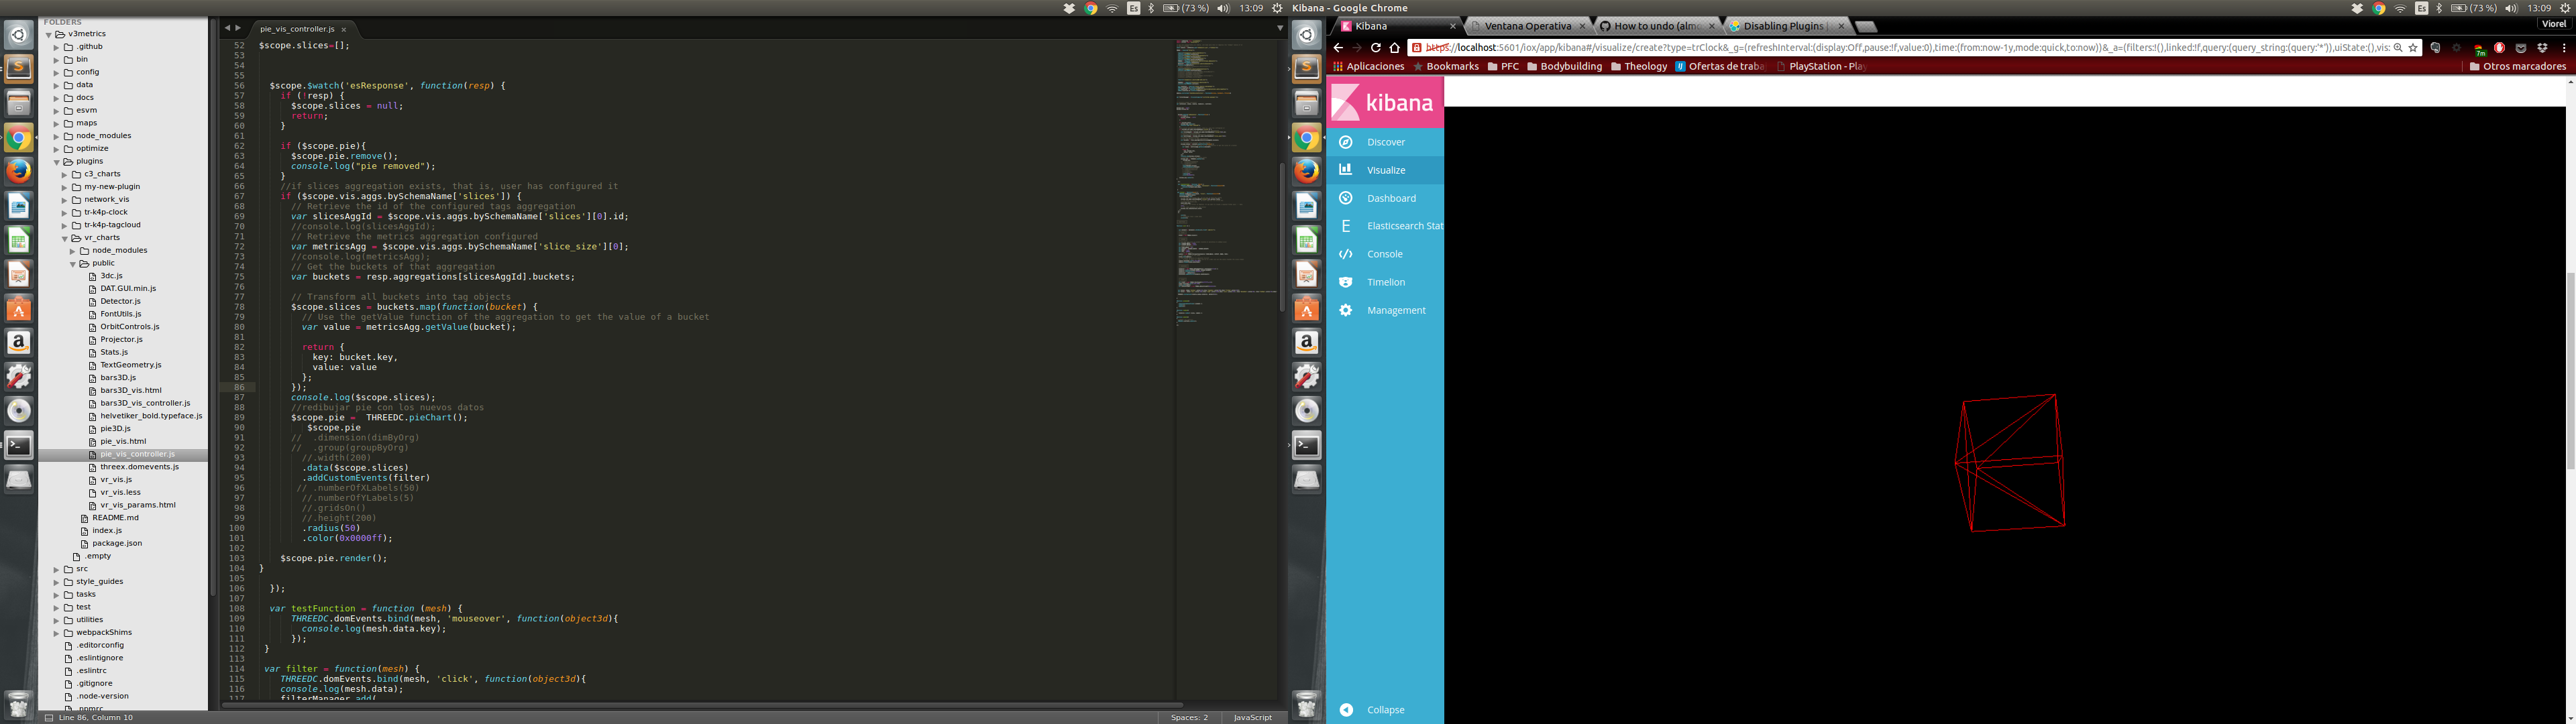 (73 %)
13:09
Kibana - Google Chrome
Es
(73 %)
13:09
FOLDERS
v3metrics
.github
bin
config
data
docs
esvm
maps
node_modules
optimize
plugins
c3_charts
my-new-plugin
network_vis
tr-k4p-clock
tr-k4p-tagcloud
vr_charts
node_modules
public
3dc.js
DAT.GUI.min.js
Detector.js
FontUtils.js
OrbitControls.js
Projector.js
Stats.js
TextGeometry.js
bars3D.js
bars3D_vis.html
bars3D_vis_controller.js
helvetiker_bold.typeface.js
pie3D.js
pie_vis.html
pie_vis_controller.js
threex.domevents.js
vr_vis.js
vr_vis.less
vr_vis_params.html
README.md
index.js
package.json
.empty
src
style_guides
tasks
test
utilities
webpackShims
.editorconfig
.eslintignore
.eslintrc
.gitignore
.node-version
.npmrc
pie_vis_controller.js
52 $scope.slices=[];
53
54
55
56 $scope.$watch('esResponse', function(resp) {
57 if (!resp) {
58 $scope.slices = null;
59 return;
60 }
61
62 if ($scope.pie){
63 $scope.pie.remove();
64 console.log("pie removed");
65 }
66 //if slices aggregation exists, that is, user has configured it
67 if ($scope.vis.aggs.bySchemaName['slices']) {
68 // Retrieve the id of the configured tags aggregation
69 var slicesAggId = $scope.vis.aggs.bySchemaName['slices'][0].id;
70 //console.log(slicesAggId);
71 // Retrieve the metrics aggregation configured
72 var metricsAgg = $scope.vis.aggs.bySchemaName['slice_size'][0];
73 //console.log(metricsAgg);
74 // Get the buckets of that aggregation
75 var buckets = resp.aggregations[slicesAggId].buckets;
76
77 // Transform all buckets into tag objects
78 $scope.slices = buckets.map(function(bucket) {
79 // Use the getValue function of the aggregation to get the value of a bucket
80 var value = metricsAgg.getValue(bucket);
81
82 return {
83 key: bucket.key,
84 value: value
85 };
86 });
87 console.log($scope.slices);
88 //redibujar pie con los nuevos datos
89 $scope.pie = THREEDC.pieChart();
90 $scope.pie
91 // .dimension(dimByOrg)
92 // .group(groupByOrg)
93 //.width(200)
94 .data($scope.slices)
95 .addCustomEvents(filter)
96 // .numberOfXLabels(50)
97 //.numberOfYLabels(5)
98 //.gridsOn()
99 //.height(200)
100 .radius(50)
101 .color(0x0000ff);
102
103 $scope.pie.render();
104 }
105
106 });
107
108 var testFunction = function (mesh) {
109 THREEDC.domEvents.bind(mesh, 'mouseover', function(object3d){
110 console.log(mesh.data.key);
111 });
112 }
113
114 var filter = function(mesh) {
115 THREEDC.domEvents.bind(mesh, 'click', function(object3d){
116 console.log(mesh.data);
117 filterManager.add(
Line 86, Column 10
Spaces: 2
JavaScript
Kibana
Ventana Operativa
How to undo (almo
Disabling Plugins |
Viorel
https://localhost:5601/iox/app/kibana#/visualize/create?type=trClock&_g=(refreshInterval:(display:Off,pause:!f,value:0),time:(from:now-1y,mode:quick,to:now))&_a=(filters:!(),linked:!f,query:(query_string:(query:'*')),uiState:(),vis:
7m
Aplicaciones
Bookmarks
PFC
Bodybuilding
Theology
Ofertas de traba
PlayStation - Play
Otros marcadores
kibana
Discover
Visualize
Dashboard
Elasticsearch Stat
Console
Timelion
Management
Collapse